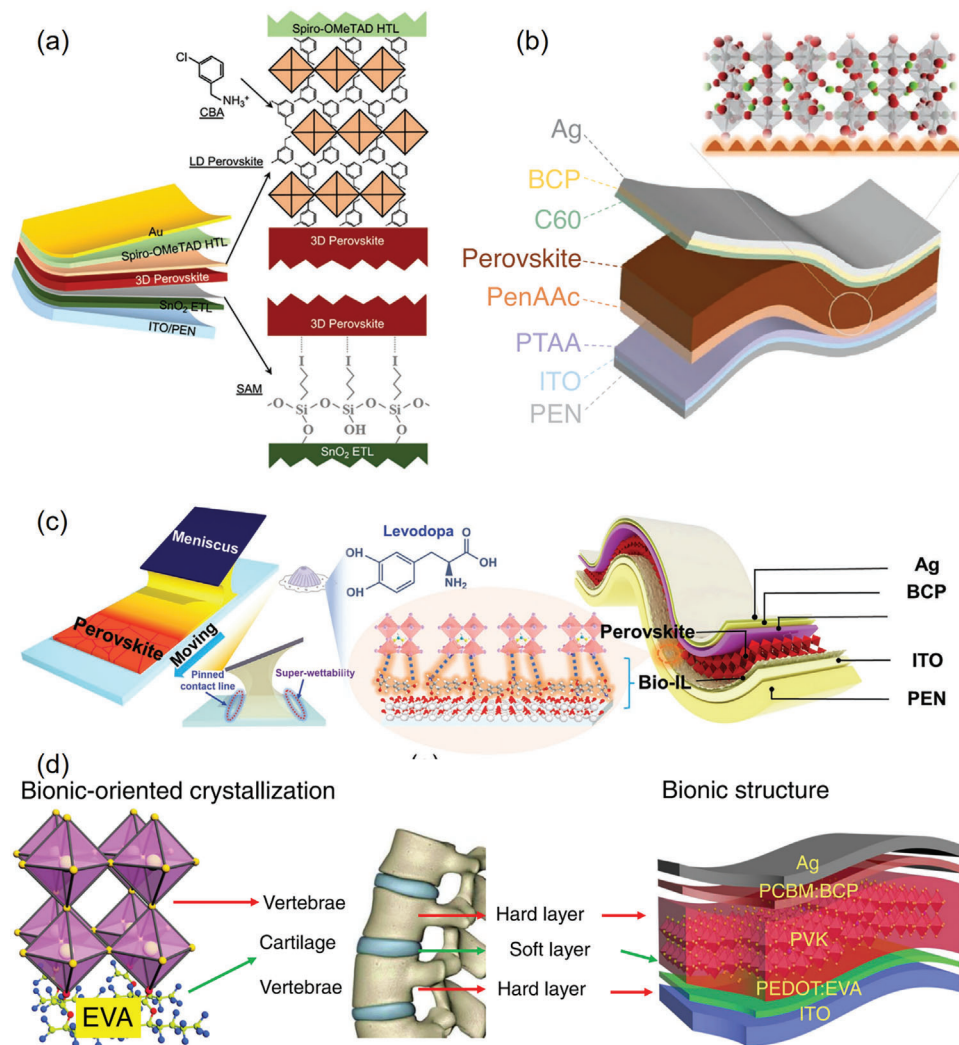 (a)
Spiro-OMeTAD HTL
Cl
NH₃⁺
CBA
LD Perovskite
Au
Spiro-OMeTAD HTL
3D Perovskite
SnO₂ ETL
ITO/PEN
3D Perovskite
3D Perovskite
SAM
I I I
O Si O Si O Si O
O OH O
SnO₂ ETL
(b)
Ag
BCP
C60
Perovskite
PenAAc
PTAA
ITO
PEN
(c)
Meniscus
Perovskite
Moving
Pinned
contact line
Super-wettability
Levodopa
OH
OH
O
OH
NH₂
Perovskite
Bio-IL
Ag
BCP
ITO
PEN
(d)
Bionic-oriented crystallization
EVA
Vertebrae
Cartilage
Vertebrae
Hard layer
Soft layer
Hard layer
Bionic structure
Ag
PCBM:BCP
PVK
PEDOT:EVA
ITO